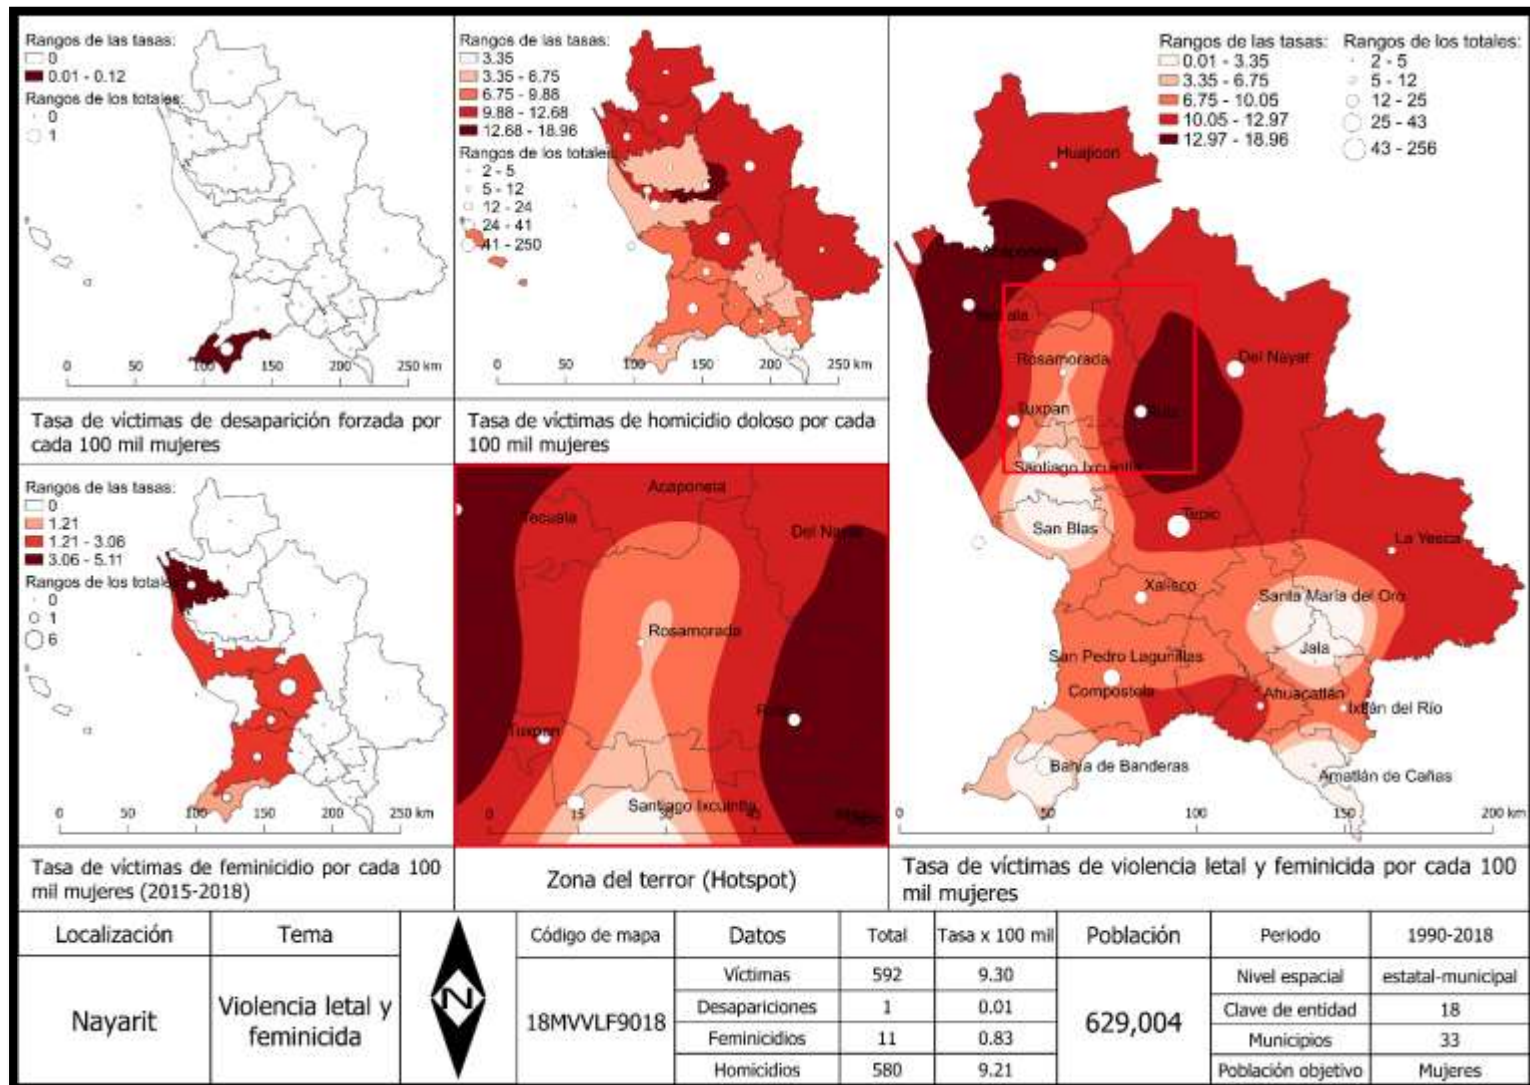 Rangos de las tasas:
0
0.01 - 0.12
Rangos de los totales:
0
1
0 50 100 150 200 250 km
Tasa de víctimas de desaparición forzada por
cada 100 mil mujeres
Rangos de las tasas:
3.35
3.35 - 6.75
6.75 - 9.88
9.88 - 12.68
12.68 - 18.96
Rangos de los totales:
2 - 5
5 - 12
12 - 24
24 - 41
41 - 250
0 50 100 150 200 250 km
Tasa de víctimas de homicidio doloso por cada
100 mil mujeres
Rangos de las tasas:
0.01 - 3.35
3.35 - 6.75
6.75 - 10.05
10.05 - 12.97
12.97 - 18.96
Rangos de los totales:
2 - 5
5 - 12
12 - 25
25 - 43
43 - 256
Huajicori
Acaponeta
Tecuala
Rosamorada
Del Nayar
Tuxpan
Ruiz
Santiago Ixcuintla
San Blas
Tepic
La Yesca
Xalisco
Santa María del Oro
Jala
San Pedro Lagunillas
Compostela
Ahuacatlán
Ixtlán del Río
Bahía de Banderas
Amatlán de Cañas
0 50 100 150 200 km
Tasa de víctimas de violencia letal y feminicida por cada 100
mil mujeres
Rangos de las tasas:
0
1.21
1.21 - 3.06
3.06 - 5.11
Rangos de los totales
0
1
6
0 50 100 150 200 250 km
Tasa de víctimas de feminicidio por cada 100
mil mujeres (2015-2018)
Acaponeta
Tecuala
Del Nayar
Rosamorada
Ruiz
Tuxpan
Santiago Ixcuintla
0 15 30 45
Zona del terror (Hotspot)
Localización
Nayarit
Tema
Violencia letal y
feminicida
N
Código de mapa
18MVVLF9018
Datos Total Tasa x 100 mil
Víctimas 592 9.30
Desapariciones 1 0.01
Feminicidios 11 0.83
Homicidios 580 9.21
Población
629,004
Periodo 1990-2018
Nivel espacial estatal-municipal
Clave de entidad 18
Municipios 33
Población objetivo Mujeres